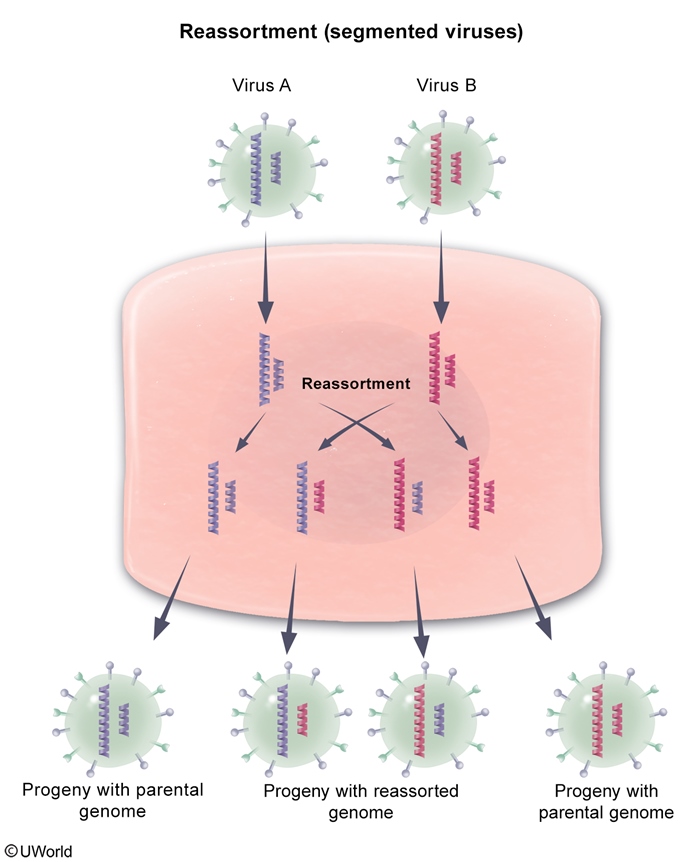 Reassortment (segmented viruses)
Virus A
Virus B
Reassortment
Progeny with parental
genome
Progeny with reassorted
genome
Progeny with
parental genome
©UWorld